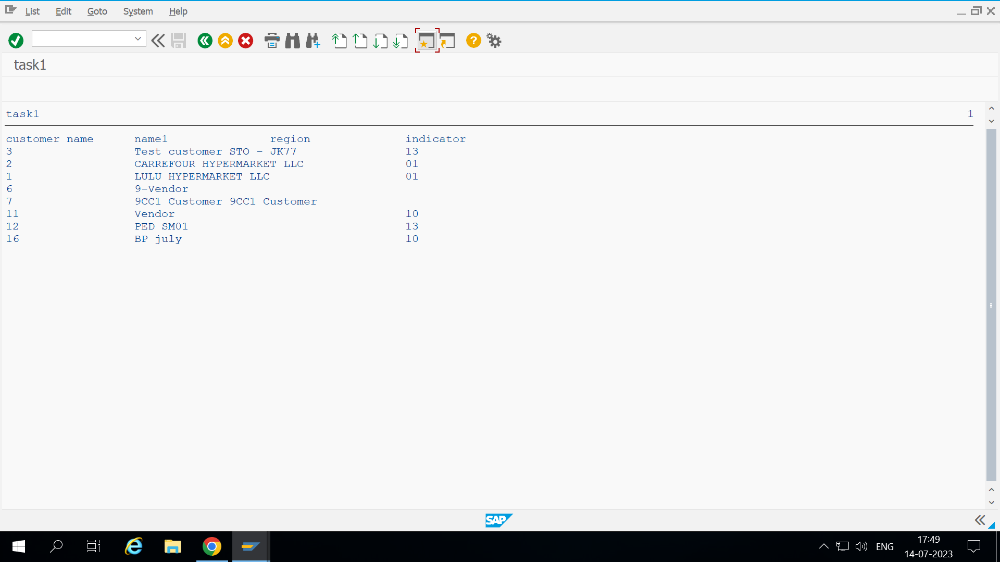 List Edit Goto System Help
task1
task1 1
customer name name1 region indicator
3 Test customer STO - JK77 13
2 CARREFOUR HYPERMARKET LLC 01
1 LULU HYPERMARKET LLC 01
6 9-Vendor
7 9CC1 Customer 9CC1 Customer
11 Vendor 10
12 PED SM01 13
16 BP july 10
SAP
ENG
17:49
14-07-2023